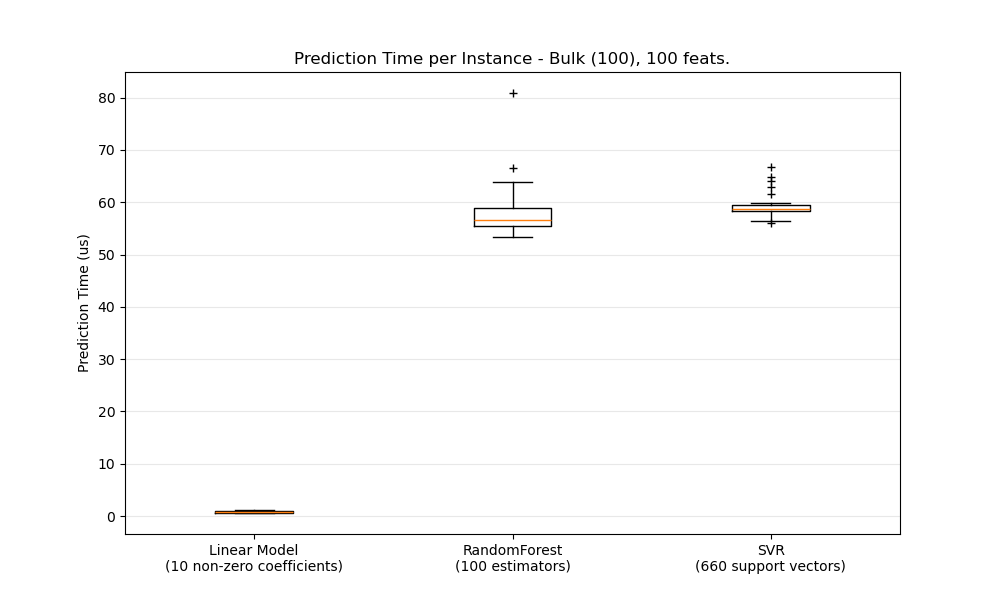 Prediction Time per Instance - Bulk (100), 100 feats.
80
70
60
50
40
30
20
10
0
Prediction Time (us)
Linear Model
(10 non-zero coefficients)
RandomForest
(100 estimators)
SVR
(660 support vectors)